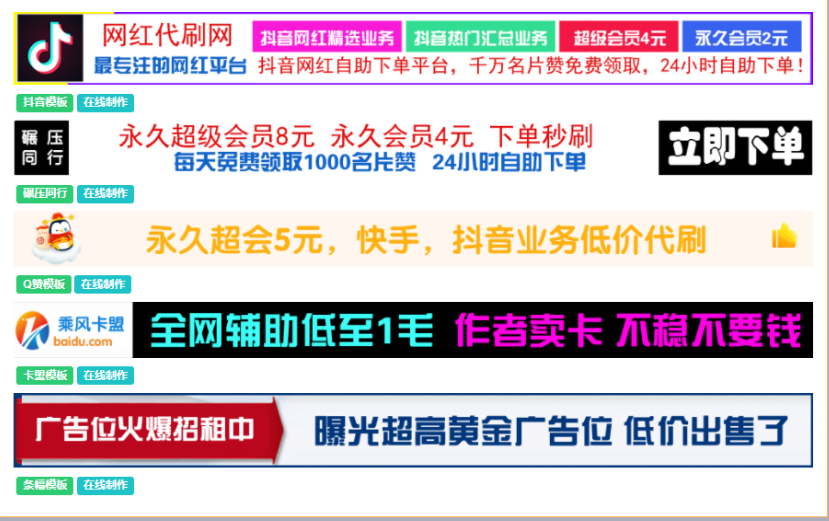 网红代刷网 抖音网红精选业务 抖音热门汇总业务 超级会员4元 永久会员2元
最专注的网红平台 抖音网红自助下单平台，千万名片赞免费领取，24小时自助下单！
抖音模板 在线制作
碾压 永久超级会员8元 永久会员4元 下单秒刷 立即下单
同行 每天免费领取1000名片赞 24小时自助下单
碾压同行 在线制作
永久超会5元，快手，抖音业务低价代刷
Q赞模板 在线制作
乘风卡盟 全网辅助低至1毛 作者卖卡 不稳不要钱
baidu.com
卡盟模板 在线制作
广告位火爆招租中 曝光超高黄金广告位 低价出售了
条幅模板 在线制作